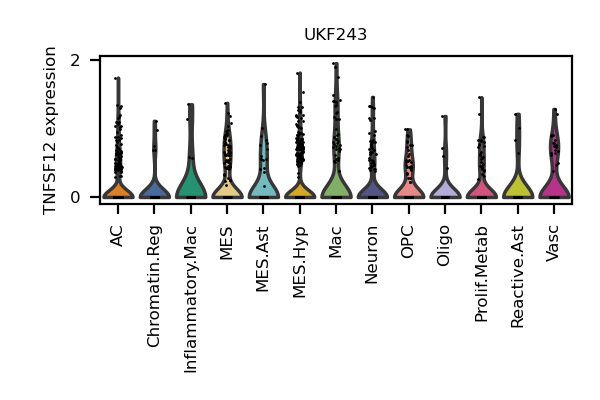 UKF243
TNFSF12 expression
2
0
AC
Chromatin.Reg
Inflammatory.Mac
MES
MES.Ast
MES.Hyp
Mac
Neuron
OPC
Oligo
Prolif.Metab
Reactive.Ast
Vasc